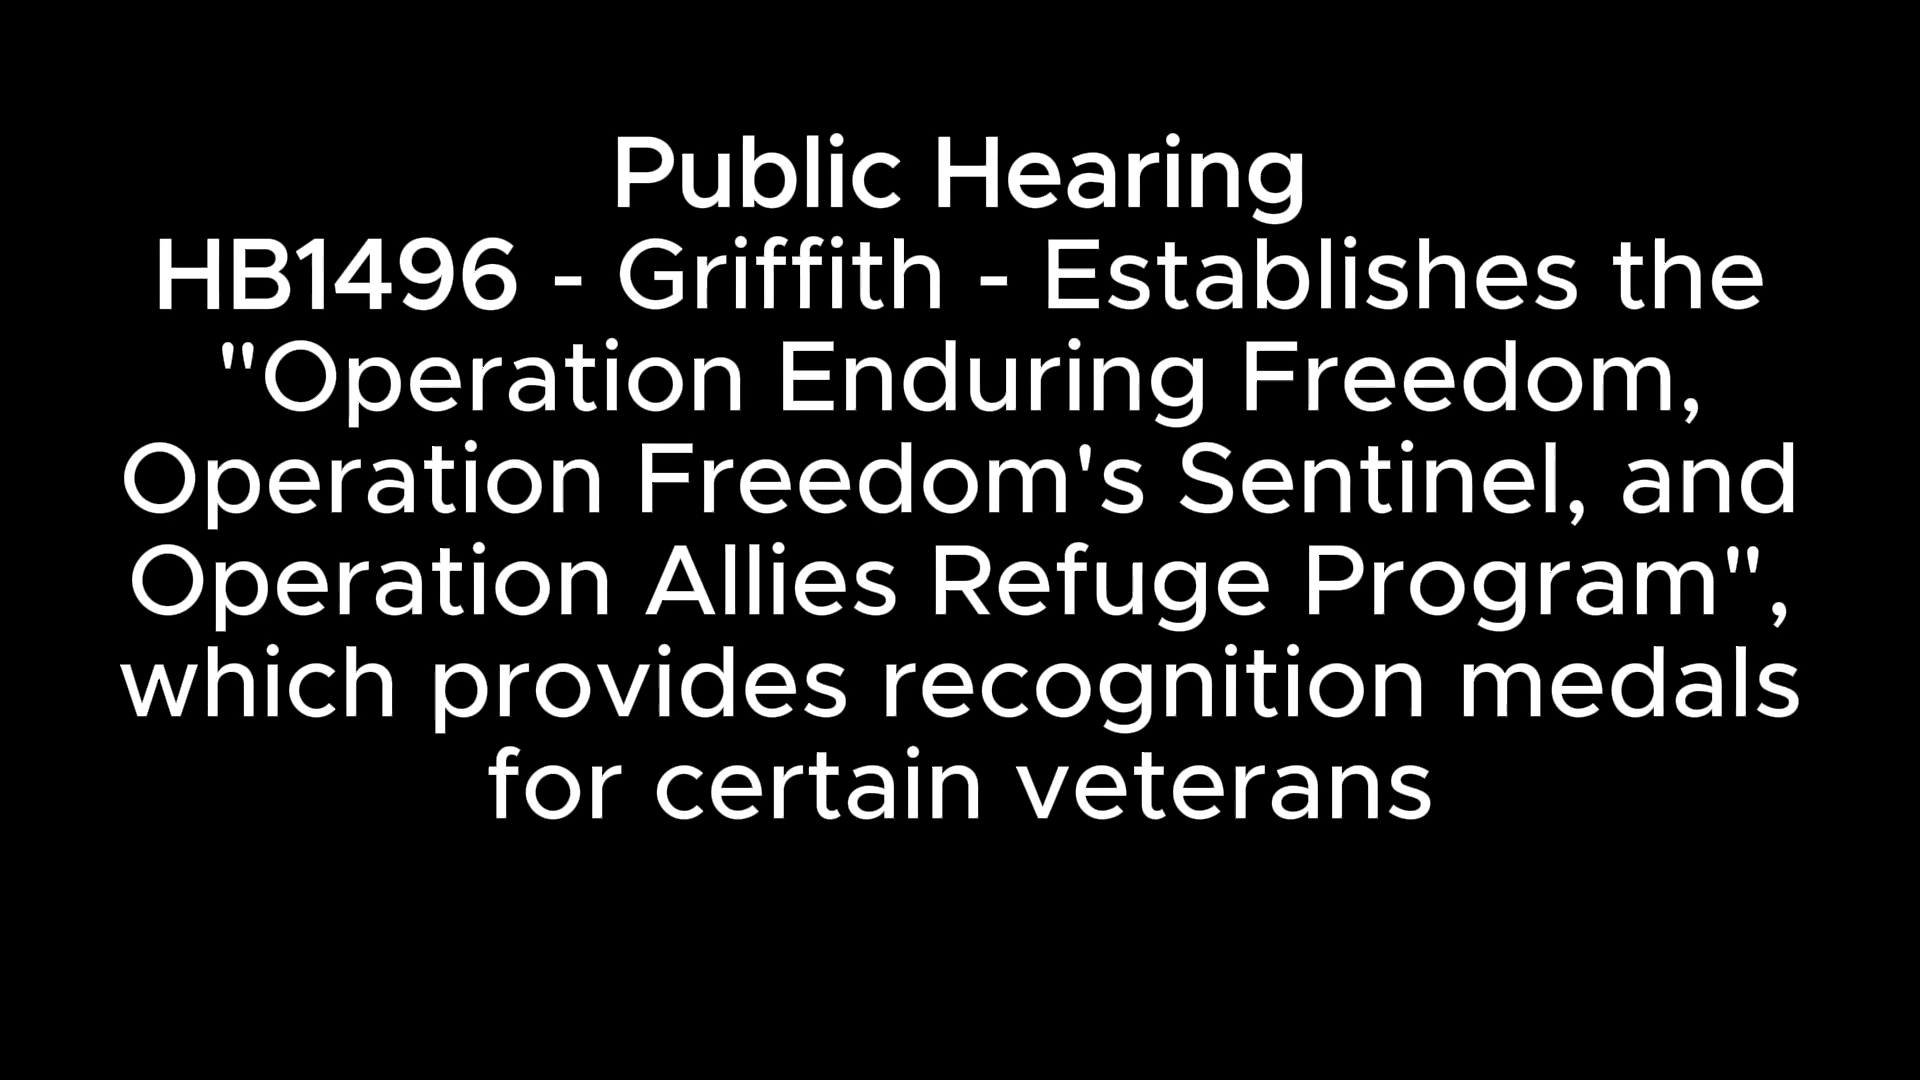 Public Hearing
HB1496 - Griffith - Establishes the
"Operation Enduring Freedom,
Operation Freedom's Sentinel, and
Operation Allies Refuge Program",
which provides recognition medals
for certain veterans